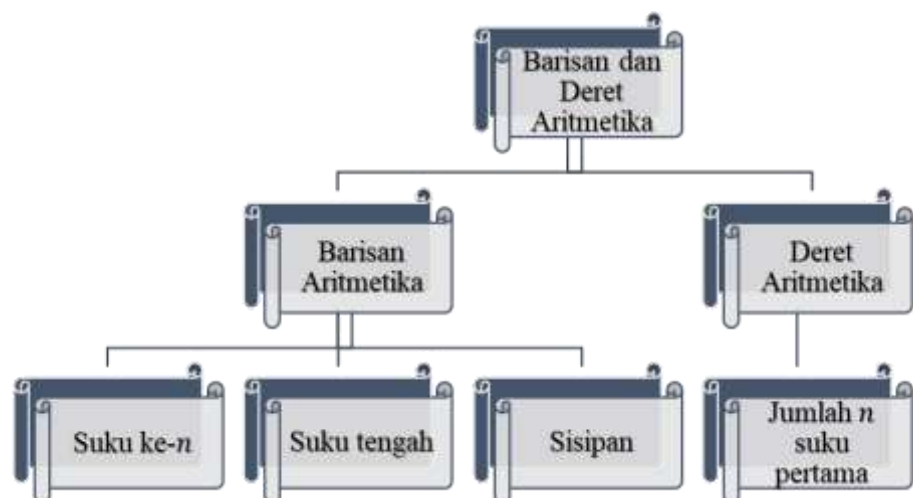 Barisan dan
Deret
Aritmetika
Barisan
Aritmetika
Deret
Aritmetika
Suku ke-n
Suku tengah
Sisipan
Jumlah n
suku
pertama